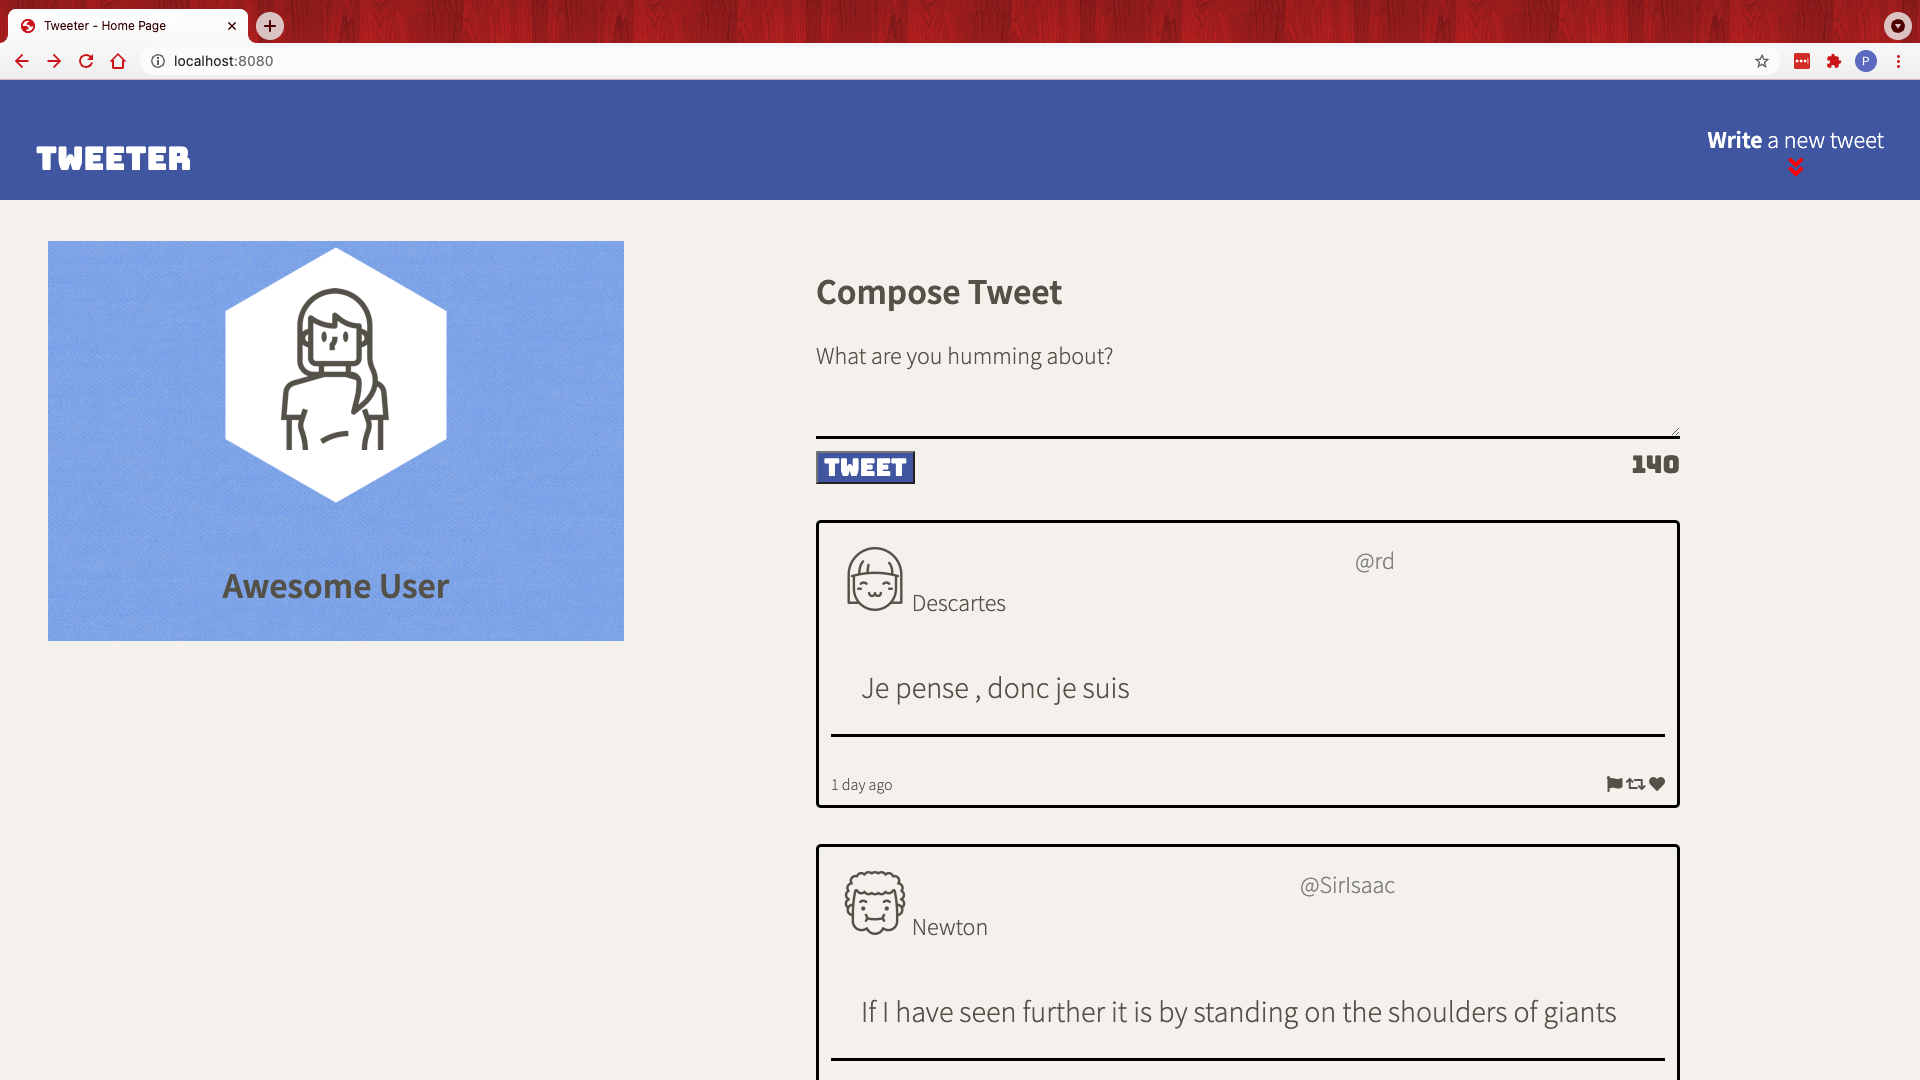 Tweeter - Home Page
localhost:8080
P
TWEETER
Write a new tweet
Awesome User
Compose Tweet
What are you humming about?
TWEET
140
@rd
Descartes
Je pense , donc je suis
1 day ago
@SirIsaac
Newton
If I have seen further it is by standing on the shoulders of giants